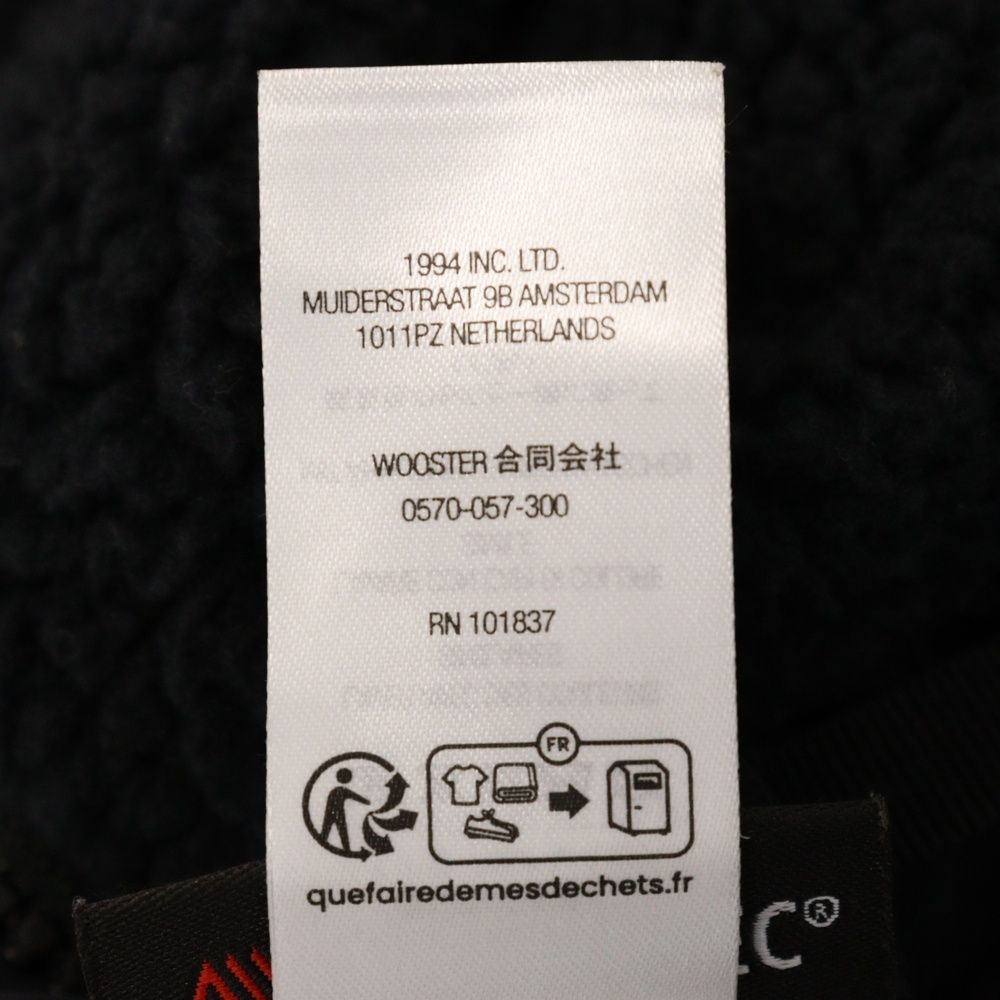 1994 INC. LTD.
MUIDERSTRAAT 9B AMSTERDAM
1011PZ NETHERLANDS
WOOSTER 合同会社
0570-057-300
RN 101837
FR
quefairedemesdechets.fr